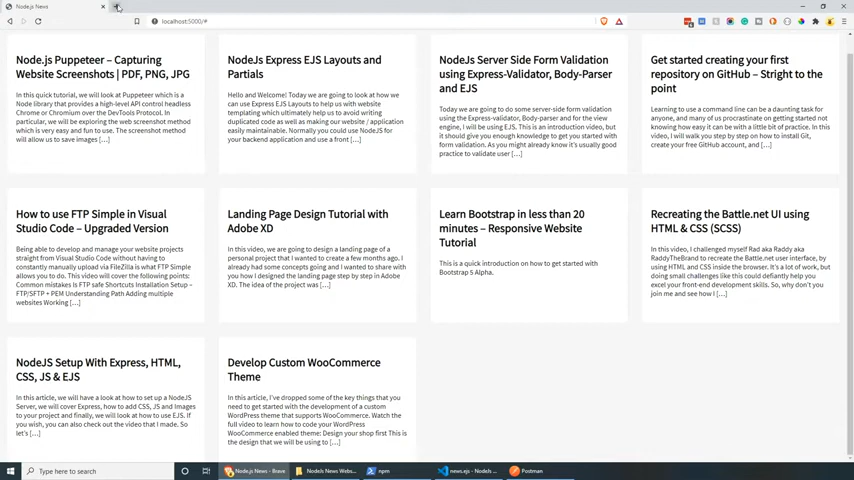 Node.js News
localhost:5000/#
Node.js Puppeteer – Capturing
Website Screenshots | PDF, PNG, JPG
In this quick tutorial, we will look at Puppeteer which is a
Node library that provides a high-level API control headless
Chrome or Chromium over the DevTools Protocol. In
particular, we will be exploring the web screenshot method
which is very easy and fun to use. The screenshot method
will allow us to save images [...]
NodeJs Express EJS Layouts and
Partials
Hello and Welcome! Today we are going to look at how we
can use Express EJS Layouts to help us with website
templating which ultimately help us to avoid writing
duplicated code as well as making our website / application
easily maintainable. Normally you could use NodeJS for
your backend application and use a front [...]
NodeJs Server Side Form Validation
using Express-Validator, Body-Parser
and EJS
Today we are going to do some server-side form validation
using the Express-validator, Body-parser and for the view
engine, I will be using EJS. This is an introduction video, but
it should give you enough knowledge to get you started with
form validation. As you might already know it's usually good
practice to validate user [...]
Get started creating your first
repository on GitHub – Stright to the
point
Learning to use a command line can be a daunting task for
anyone, and many of us procrastinate on getting started not
knowing how easy it can be with a little bit of practice. In this
video, I will walk you step by step on how to install Git,
create your free GitHub account, and [...]
How to use FTP Simple in Visual
Studio Code – Upgraded Version
Being able to develop and manage your website projects
straight from Visual Studio Code without having to
constantly manually upload via FileZilla is what FTP Simple
allows you to do. This video will cover the following points:
Common mistakes Is FTP safe Shortcuts Installation Setup –
FTP/SFTP + PEM Understanding Path Adding multiple
websites Working [...]
Landing Page Design Tutorial with
Adobe XD
In this video, we are going to design a landing page of a
personal project that I wanted to create a few months ago. I
already had some concepts going and I wanted to share with
you how I designed the landing page step by step in Adobe
XD. The idea of the project was [...]
Learn Bootstrap in less than 20
minutes – Responsive Website
Tutorial
This is a quick introduction on how to get started with
Bootstrap 5 Alpha.
Recreating the Battle.net UI using
HTML & CSS (SCSS)
In this video, I challenged myself Rad aka Raddy aka
RaddyTheBrand to recreate the Battle.net user interface, by
using HTML and CSS inside the browser. It's a lot of work, but
doing small challenges like this could defiantly help you
excel your front-end development skills. So, why don't you
join me and see how I [...]
NodeJS Setup With Express, HTML,
CSS, JS & EJS
In this article, we will have a look at how to set up a NodeJS
Server, we will cover Express, how to add CSS, JS and Images
to your project and finally, we will look at how to use EJS. If
you wish, you can also check out the video that I made. So
let's [...]
Develop Custom WooCommerce
Theme
In this article, I've dropped some of the key things that you
need to get started with the development of a custom
WordPress theme that supports WooCommerce. Watch the
full video to learn how to code your WordPress
WooCommerce enabled theme: Design your shop first This is
the design that we will be using to [...]
Type here to search
Node.js News - Brave
NodeJs News Webs...
npm
news.ejs - NodeJs ...
Postman